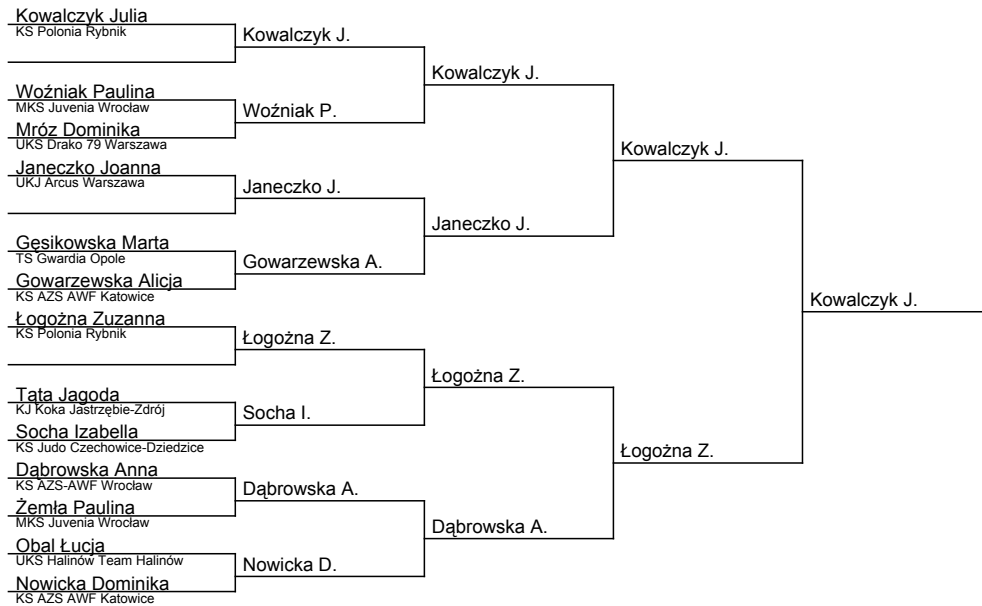 Kowalczyk Julia
KS Polonia Rybnik
Kowalczyk J.
Kowalczyk J.
Woźniak Paulina
MKS Juvenia Wrocław
Woźniak P.
Mróz Dominika
UKS Drako 79 Warszawa
Kowalczyk J.
Janeczko Joanna
UKJ Arcus Warszawa
Janeczko J.
Janeczko J.
Gęsikowska Marta
TS Gwardia Opole
Gowarzewska A.
Gowarzewska Alicja
KS AZS AWF Katowice
Kowalczyk J.
Łogożna Zuzanna
KS Polonia Rybnik
Łogożna Z.
Łogożna Z.
Tąta Jagoda
KJ Koka Jastrzębie-Zdrój
Socha I.
Socha Izabella
KS Judo Czechowice-Dziedzice
Łogożna Z.
Dąbrowska Anna
KS AZS-AWF Wrocław
Dąbrowska A.
Żemła Paulina
MKS Juvenia Wrocław
Dąbrowska A.
Obal Łucja
UKS Halinów Team Halinów
Nowicka D.
Nowicka Dominika
KS AZS AWF Katowice